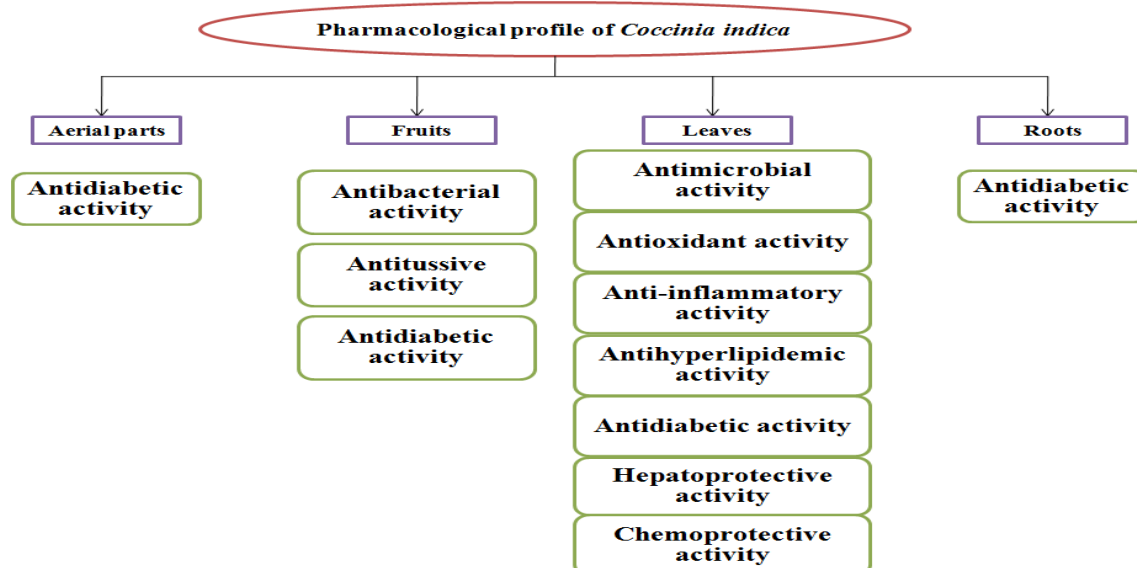 Pharmacological profile of Coccinia indica
Aerial parts
Antidiabetic
activity
Fruits
Antibacterial
activity
Antitussive
activity
Antidiabetic
activity
Leaves
Antimicrobial
activity
Antioxidant activity
Anti-inflammatory
activity
Antihyperlipidemic
activity
Antidiabetic activity
Hepatoprotective
activity
Chemoprotective
activity
Roots
Antidiabetic
activity